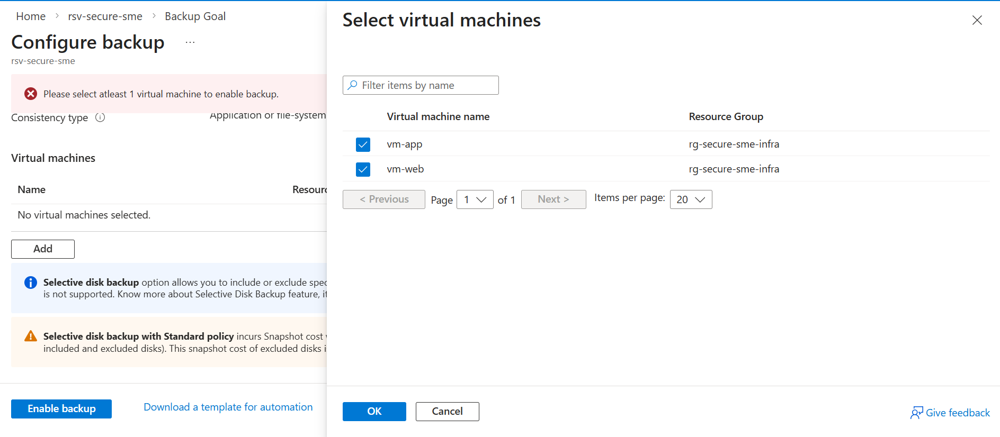 Home > rsv-secure-sme > Backup Goal
Configure backup ...
rsv-secure-sme
Please select atleast 1 virtual machine to enable backup.
Consistency type
Application or file-system
Virtual machines
Name Resourc
No virtual machines selected.
Add
Selective disk backup option allows you to include or exclude spec
is not supported. Know more about Selective Disk Backup feature, it
Selective disk backup with Standard policy incurs Snapshot cost
included and excluded disks). This snapshot cost of excluded disks i
Enable backup
Download a template for automation
Select virtual machines
Filter items by name
Virtual machine name Resource Group
vm-app rg-secure-sme-infra
vm-web rg-secure-sme-infra
< Previous Page 1 of 1 Next > Items per page: 20
OK Cancel
Give feedback